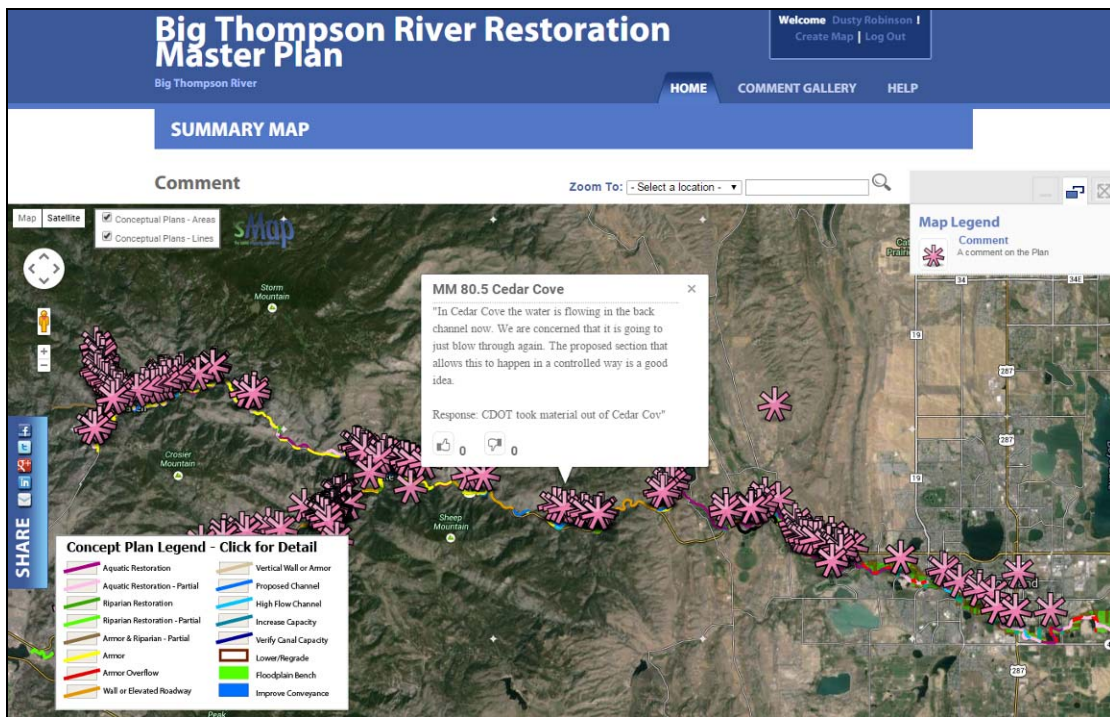 Big Thompson River Restoration
Master Plan
Big Thompson River
Welcome Dusty Robinson !
Create Map | Log Out
HOME
COMMENT GALLERY
HELP
SUMMARY MAP
Comment
Zoom To: - Select a location -
Map Satellite
Conceptual Plans - Areas
Conceptual Plans - Lines
sMap
Map Legend
Comment
A comment on the Plan
MM 80.5 Cedar Cove
"In Cedar Cove the water is flowing in the back
channel now. We are concerned that it is going to
just blow through again. The proposed section that
allows this to happen in a controlled way is a good
idea.
Response: CDOT took material out of Cedar Cov"
0
0
Storm
Mountain
Crosier
Mountain
Sheep
Mountain
34
19
287
287
19
287
SHARE
Concept Plan Legend - Click for Detail
Aquatic Restoration
Aquatic Restoration - Partial
Riparian Restoration
Riparian Restoration - Partial
Armor & Riparian - Partial
Armor
Armor Overflow
Wall or Elevated Roadway
Vertical Wall or Armor
Proposed Channel
High Flow Channel
Increase Capacity
Verify Canal Capacity
Lower/Regrade
Floodplain Bench
Improve Conveyance
Peak